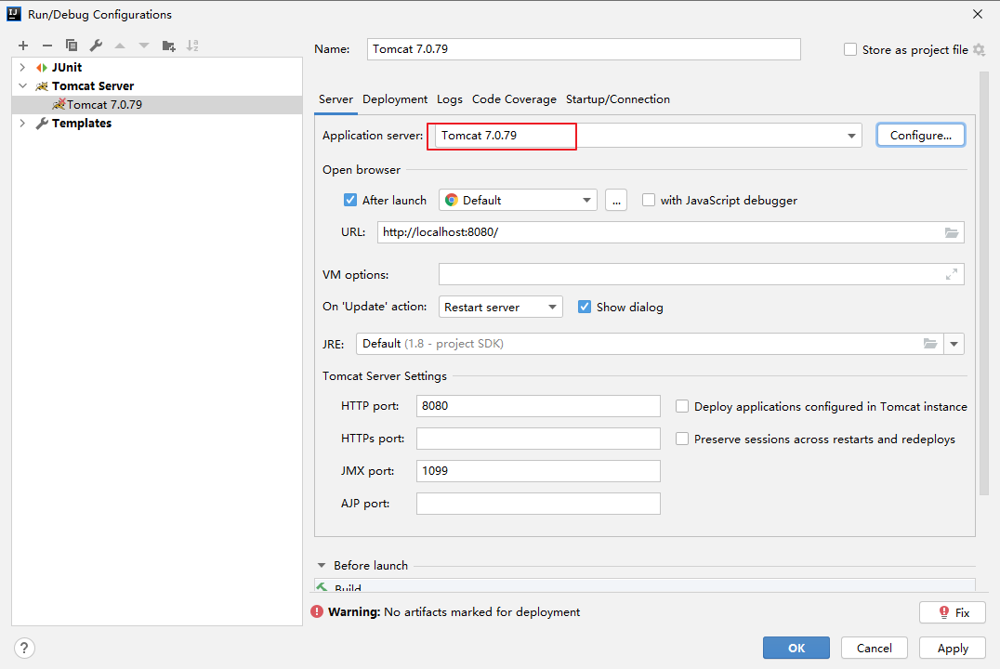 Run/Debug Configurations
Name: Tomcat 7.0.79 Store as project file
JUnit
Tomcat Server
Tomcat 7.0.79
Templates
Server Deployment Logs Code Coverage Startup/Connection
Application server: Tomcat 7.0.79 Configure...
Open browser
After launch Default ... with JavaScript debugger
URL: http://localhost:8080/
VM options:
On 'Update' action: Restart server Show dialog
JRE: Default (1.8 - project SDK)
Tomcat Server Settings
HTTP port: 8080 Deploy applications configured in Tomcat instance
HTTPs port: Preserve sessions across restarts and redeploys
JMX port: 1099
AJP port:
Before launch
Build
Warning: No artifacts marked for deployment Fix
? OK Cancel Apply